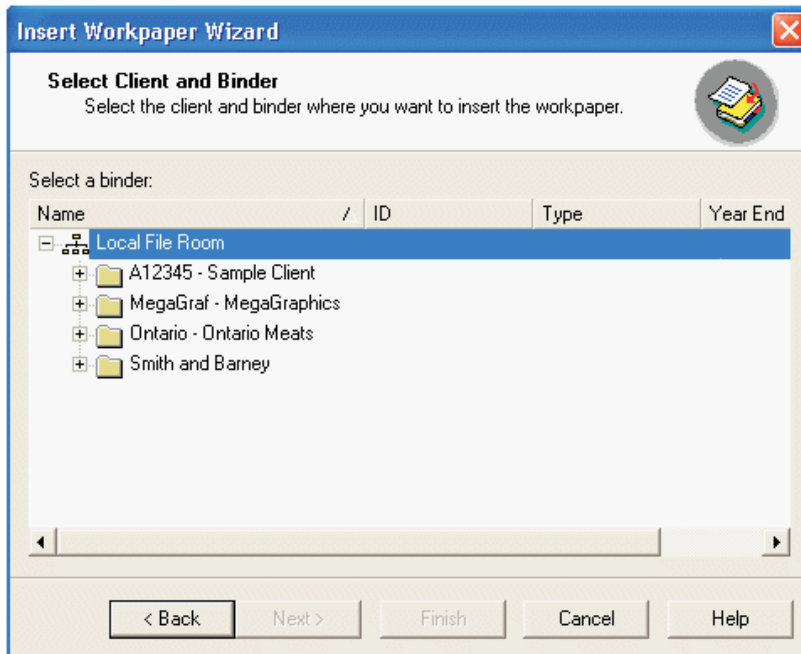 Insert Workpaper Wizard
Select Client and Binder
Select the client and binder where you want to insert the workpaper.
Select a binder:
Name / ID Type Year End
Local File Room
A12345 - Sample Client
MegaGraf - MegaGraphics
Ontario - Ontario Meats
Smith and Barney
< Back Next > Finish Cancel Help